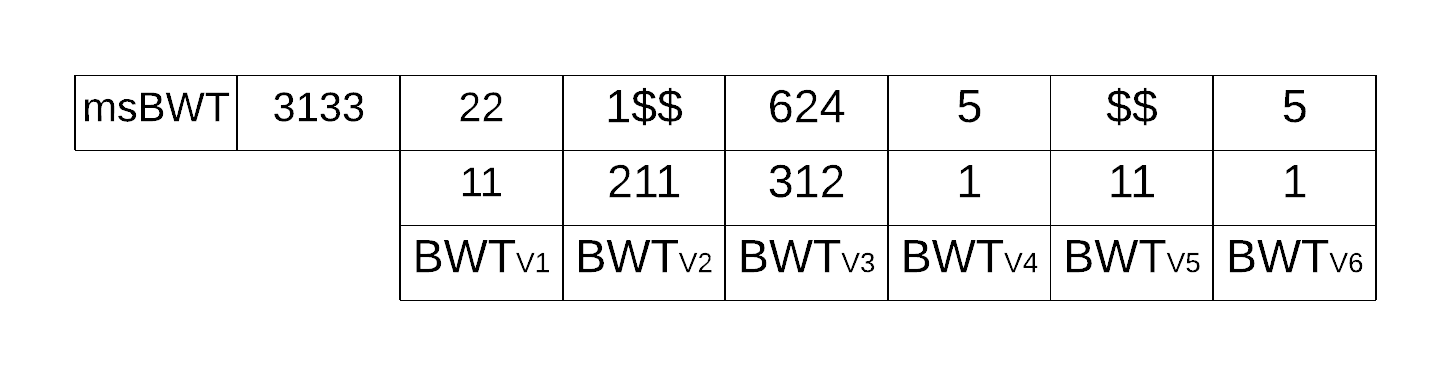 msBWT 3133 22 1$$ 624 5 $$ 5
11 211 312 1 11 1
BWTV1 BWTV2 BWTV3 BWTV4 BWTV5 BWTV6